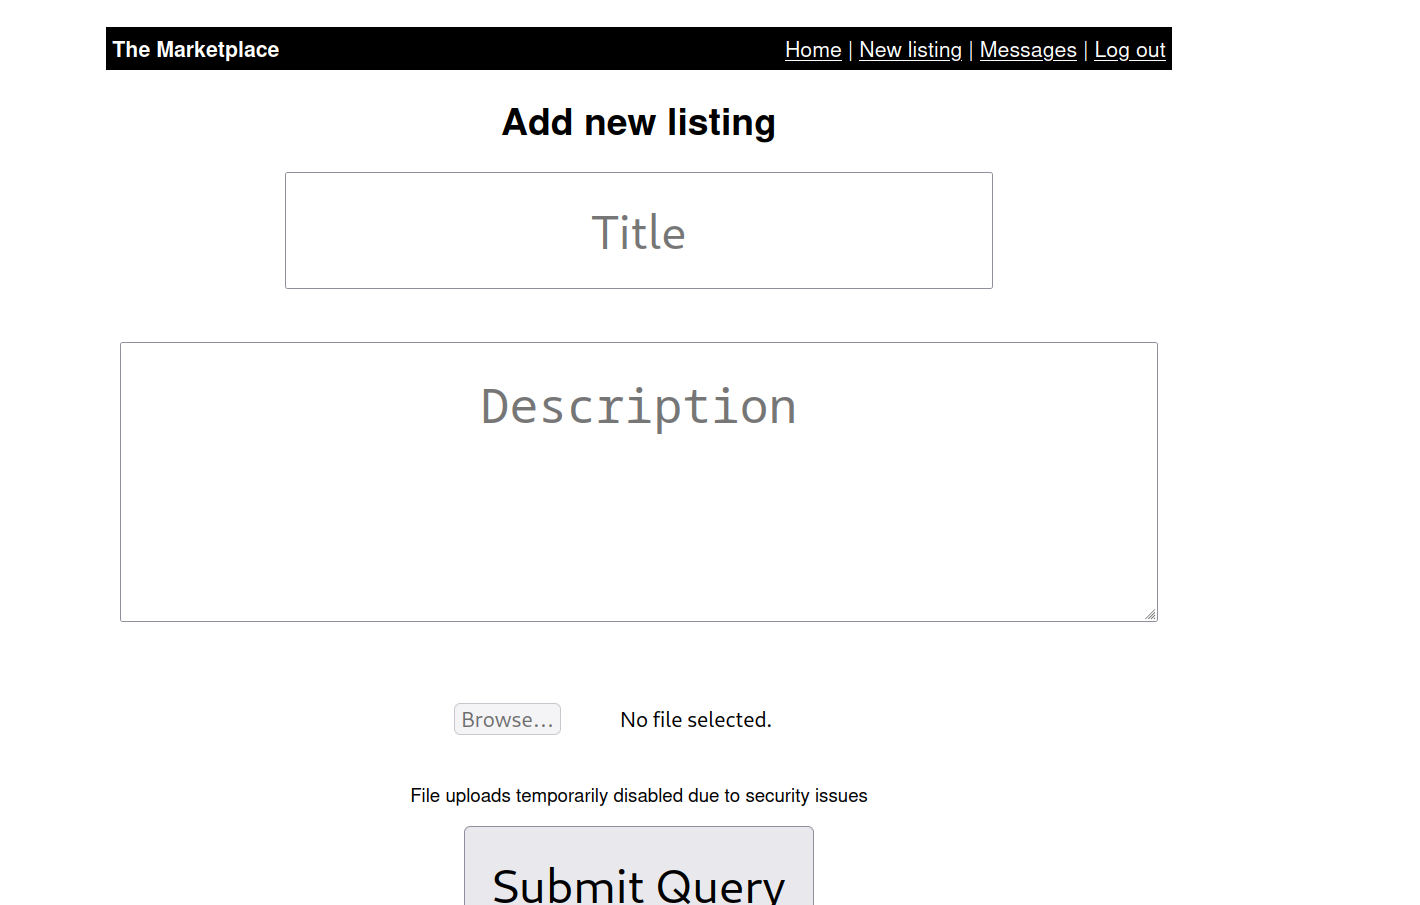 The Marketplace Home | New listing | Messages | Log out
Add new listing
Title
Description
Browse... No file selected.
File uploads temporarily disabled due to security issues
Submit Query